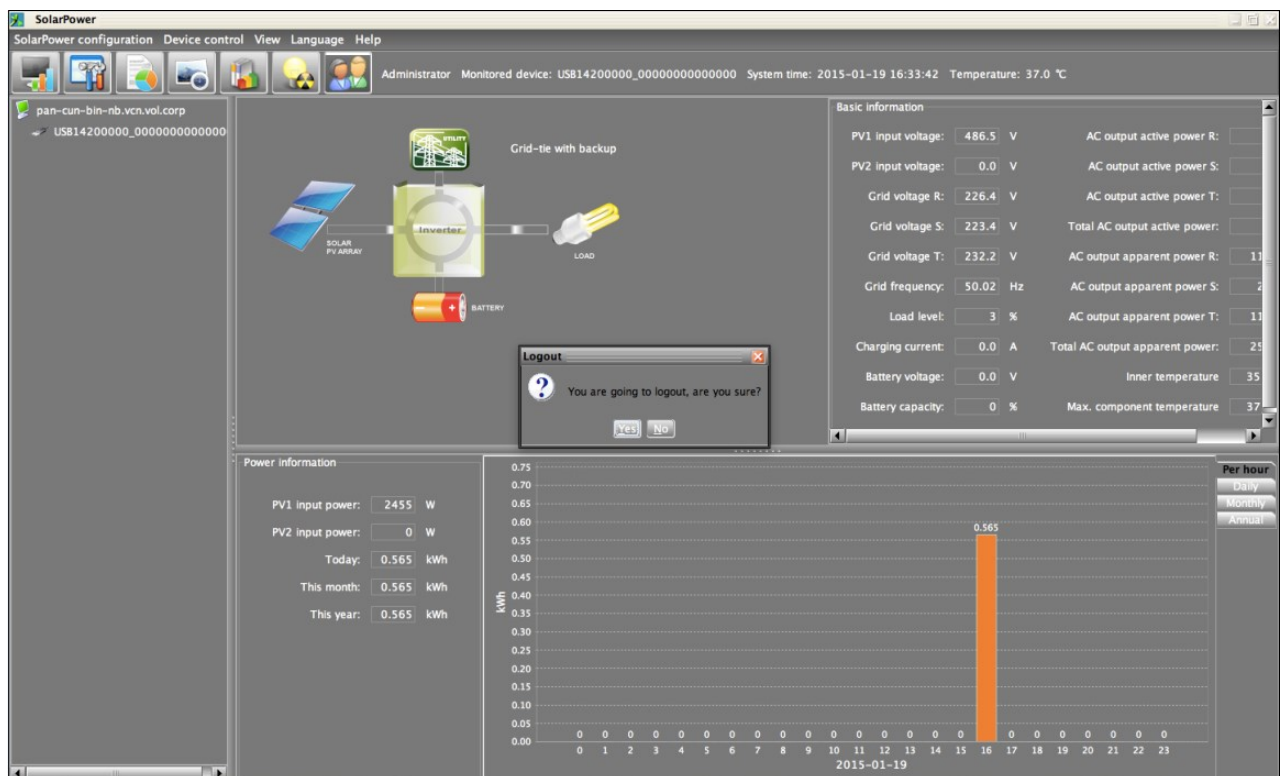 SolarPower
SolarPower configuration Device control View Language Help
Administrator Monitored device: USB14200000_00000000000000 System time: 2015-01-19 16:33:42 Temperature: 37.0 ℃
pan-cun-bin-nb.vcn.vol.corp
USB14200000_0000000000000
UTILITY
Grid-tie with backup
SOLAR
PV ARRAY
Inverter
LOAD
BATTERY
Basic information
PV1 input voltage: 486.5 V AC output active power R:
PV2 input voltage: 0.0 V AC output active power S:
Grid voltage R: 226.4 V AC output active power T:
Grid voltage S: 223.4 V Total AC output active power:
Grid voltage T: 232.2 V AC output apparent power R: 11
Grid frequency: 50.02 Hz AC output apparent power S: 2
Load level: 3 % AC output apparent power T: 11
Charging current: 0.0 A Total AC output apparent power: 25
Battery voltage: 0.0 V Inner temperature 35
Battery capacity: 0 % Max. component temperature 37
Logout
You are going to logout, are you sure?
Yes No
Power information
PV1 input power: 2455 W
PV2 input power: 0 W
Today: 0.565 kWh
This month: 0.565 kWh
This year: 0.565 kWh
kWh
0.75
0.70
0.65
0.60
0.55
0.50
0.45
0.40
0.35
0.30
0.25
0.20
0.15
0.10
0.05
0.00
0.565
0 0 0 0 0 0 0 0 0 0 0 0 0 0 0 0 0 0 0 0 0 0 0
0 1 2 3 4 5 6 7 8 9 10 11 12 13 14 15 16 17 18 19 20 21 22 23
2015-01-19
Per hour
Daily
Monthly
Annual